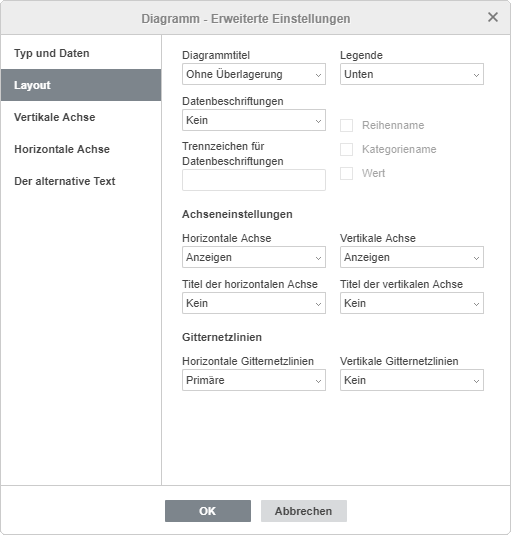 Diagramm - Erweiterte Einstellungen
Typ und Daten
Layout
Vertikale Achse
Horizontale Achse
Der alternative Text
Diagrammtitel
Legende
Ohne Überlagerung
Unten
Datenbeschriftungen
Kein
Reihenname
Trennzeichen für
Datenbeschriftungen
Kategoriename
Wert
Achseneinstellungen
Horizontale Achse
Vertikale Achse
Anzeigen
Anzeigen
Titel der horizontalen Achse
Titel der vertikalen Achse
Kein
Kein
Gitternetzlinien
Horizontale Gitternetzlinien
Vertikale Gitternetzlinien
Primäre
Kein
OK
Abbrechen